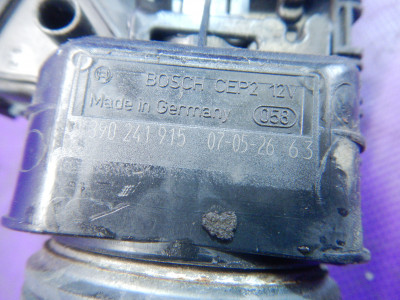 BOSCH CEP2 12V
Made in Germany 058
390 241 915 07-05-26 63